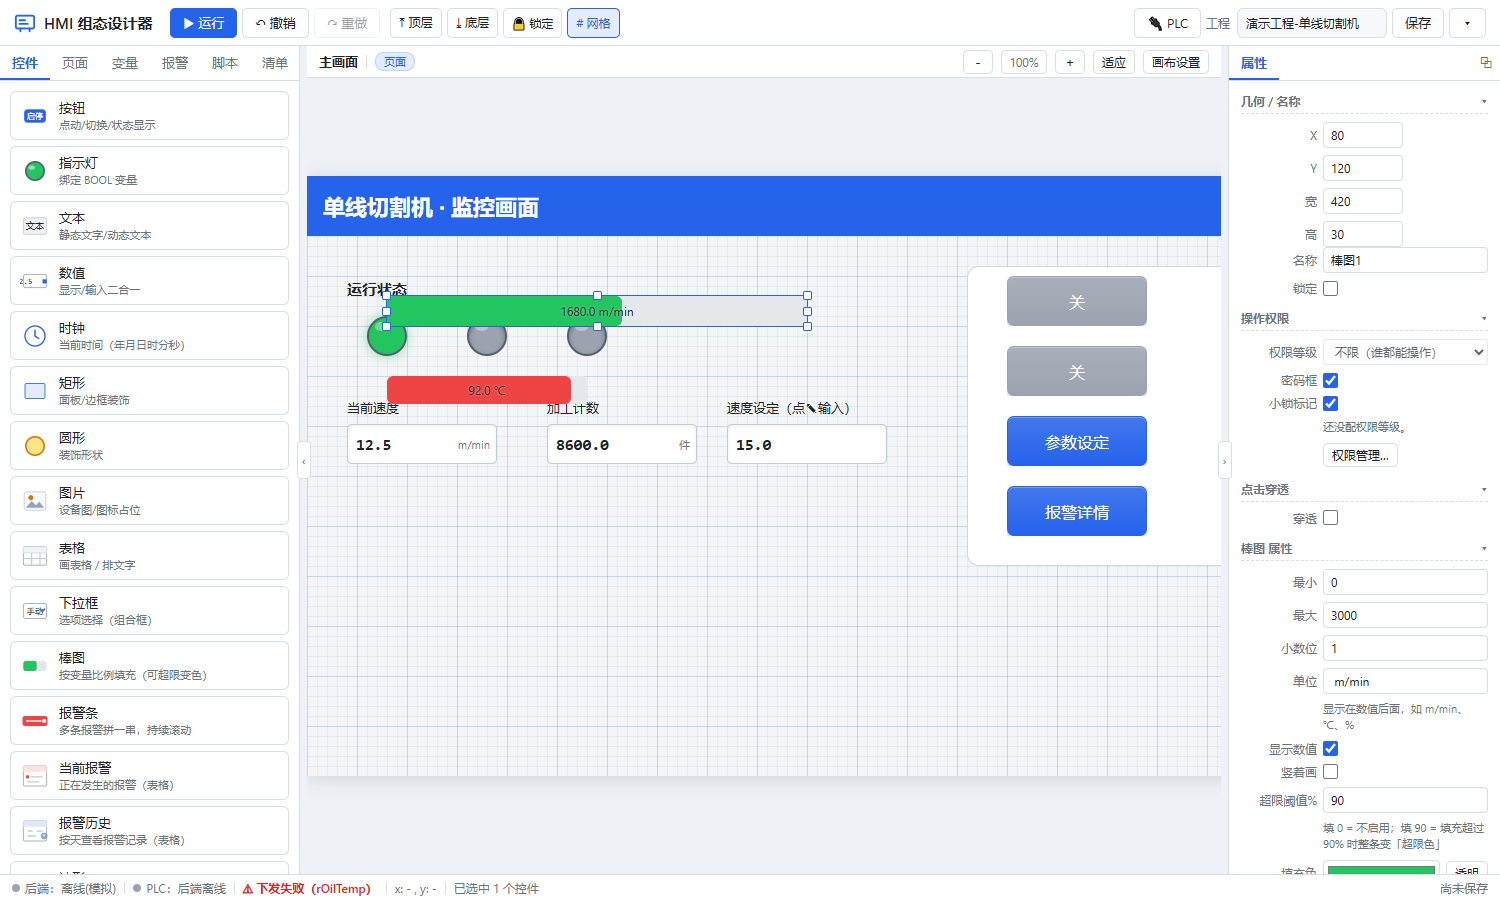 HMI 组态设计器
▶ 运行
↶ 撤销
↷ 重做
⤒ 顶层
⤓ 底层
🔒 锁定
# 网格
PLC
工程
演示工程-单线切割机
保存
控件
页面
变量
报警
脚本
清单
主画面
页面
-
100%
+
适应
画布设置
属性
启停
按钮
点动/切换/状态显示
指示灯
绑定 BOOL 变量
文本
文本
静态文字/动态文本
2.5
数值
显示/输入二合一
时钟
当前时间（年月日时分秒）
矩形
面板/边框装饰
圆形
装饰形状
图片
设备图/图标占位
表格
画表格 / 排文字
手动
下拉框
选项选择（组合框）
棒图
按变量比例填充（可超限变色）
报警条
多条报警拼一串，持续滚动
当前报警
正在发生的报警（表格）
报警历史
按天查看报警记录（表格）
单线切割机 · 监控画面
运行状态
1680.0 m/min
92.0 ℃
当前速度
加工计数
速度设定（点✎输入）
12.5
m/min
8600.0
件
15.0
关
关
参数设定
报警详情
几何 / 名称
X
80
Y
120
宽
420
高
30
名称
棒图1
锁定
操作权限
权限等级
不限（谁都能操作）
密码框
小锁标记
还没配权限等级。
权限管理...
点击穿透
穿透
棒图 属性
最小
0
最大
3000
小数位
1
单位
m/min
显示在数值后面，如 m/min、
℃、%
显示数值
竖着画
超限阈值%
90
填 0 = 不启用；填 90 = 填充超过
90% 时整条变「超限色」
填充色
透明
后端：离线(模拟)
PLC：后端离线
⚠ 下发失败（rOilTemp）
x: - , y: -
已选中 1 个控件
尚未保存